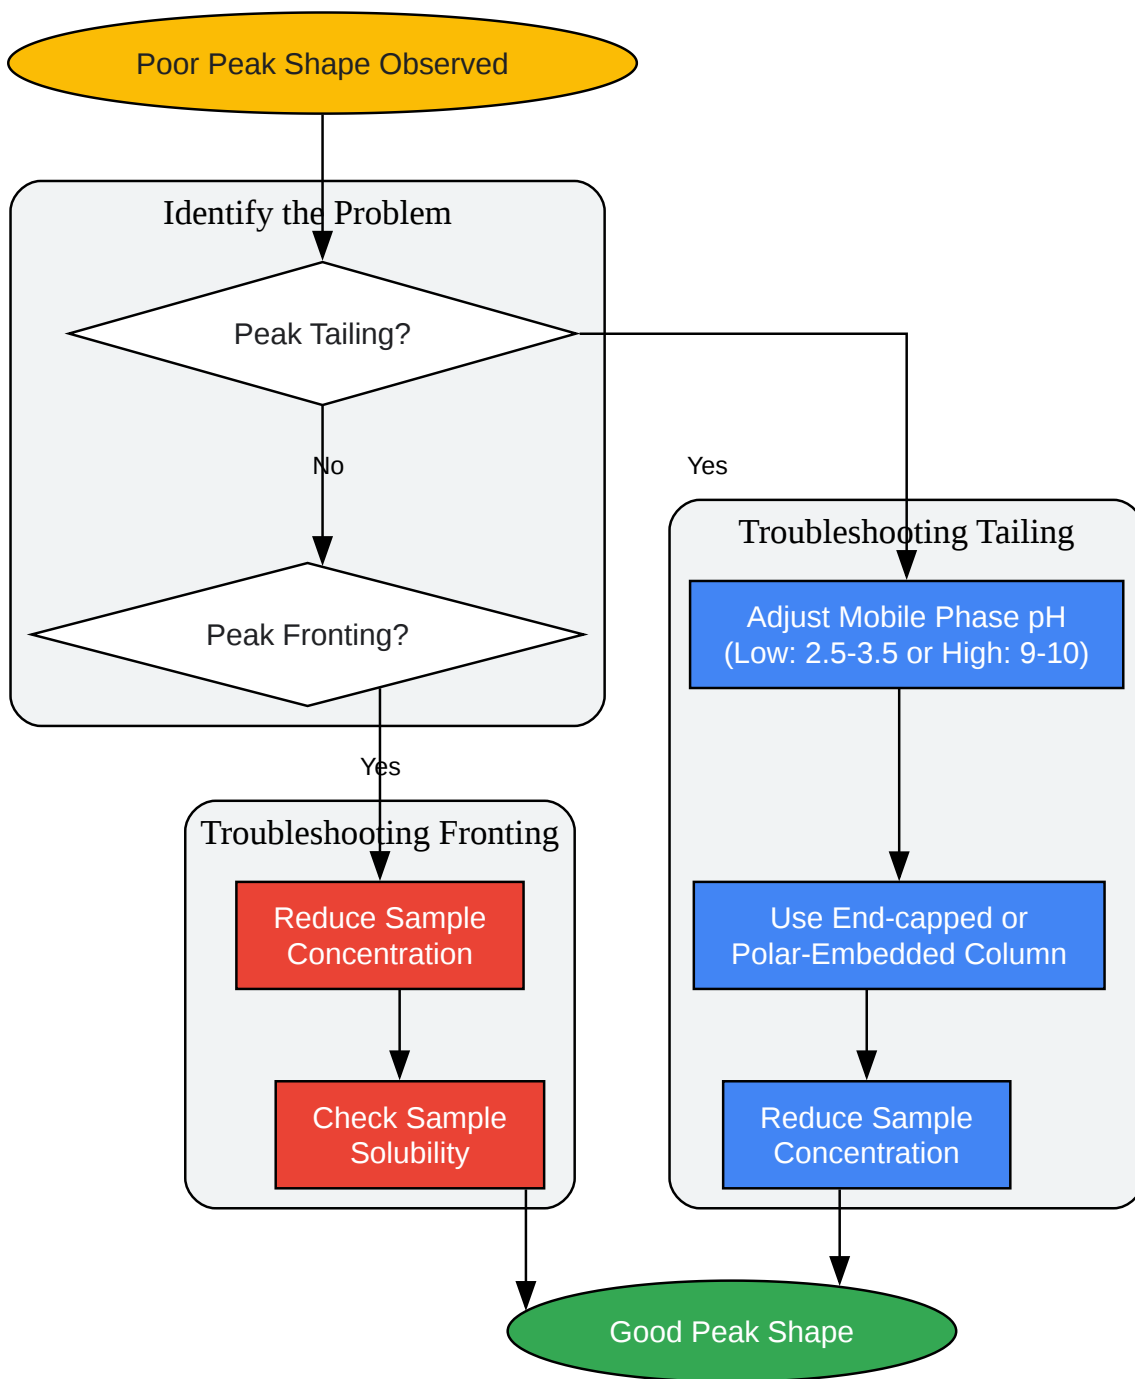 Poor Peak Shape Observed
Identify the Problem
Peak Tailing?
No
Yes
Peak Fronting?
Yes
Troubleshooting Tailing
Adjust Mobile Phase pH
(Low: 2.5-3.5 or High: 9-10)
Use End-capped or
Polar-Embedded Column
Reduce Sample
Concentration
Troubleshooting Fronting
Reduce Sample
Concentration
Check Sample
Solubility
Good Peak Shape